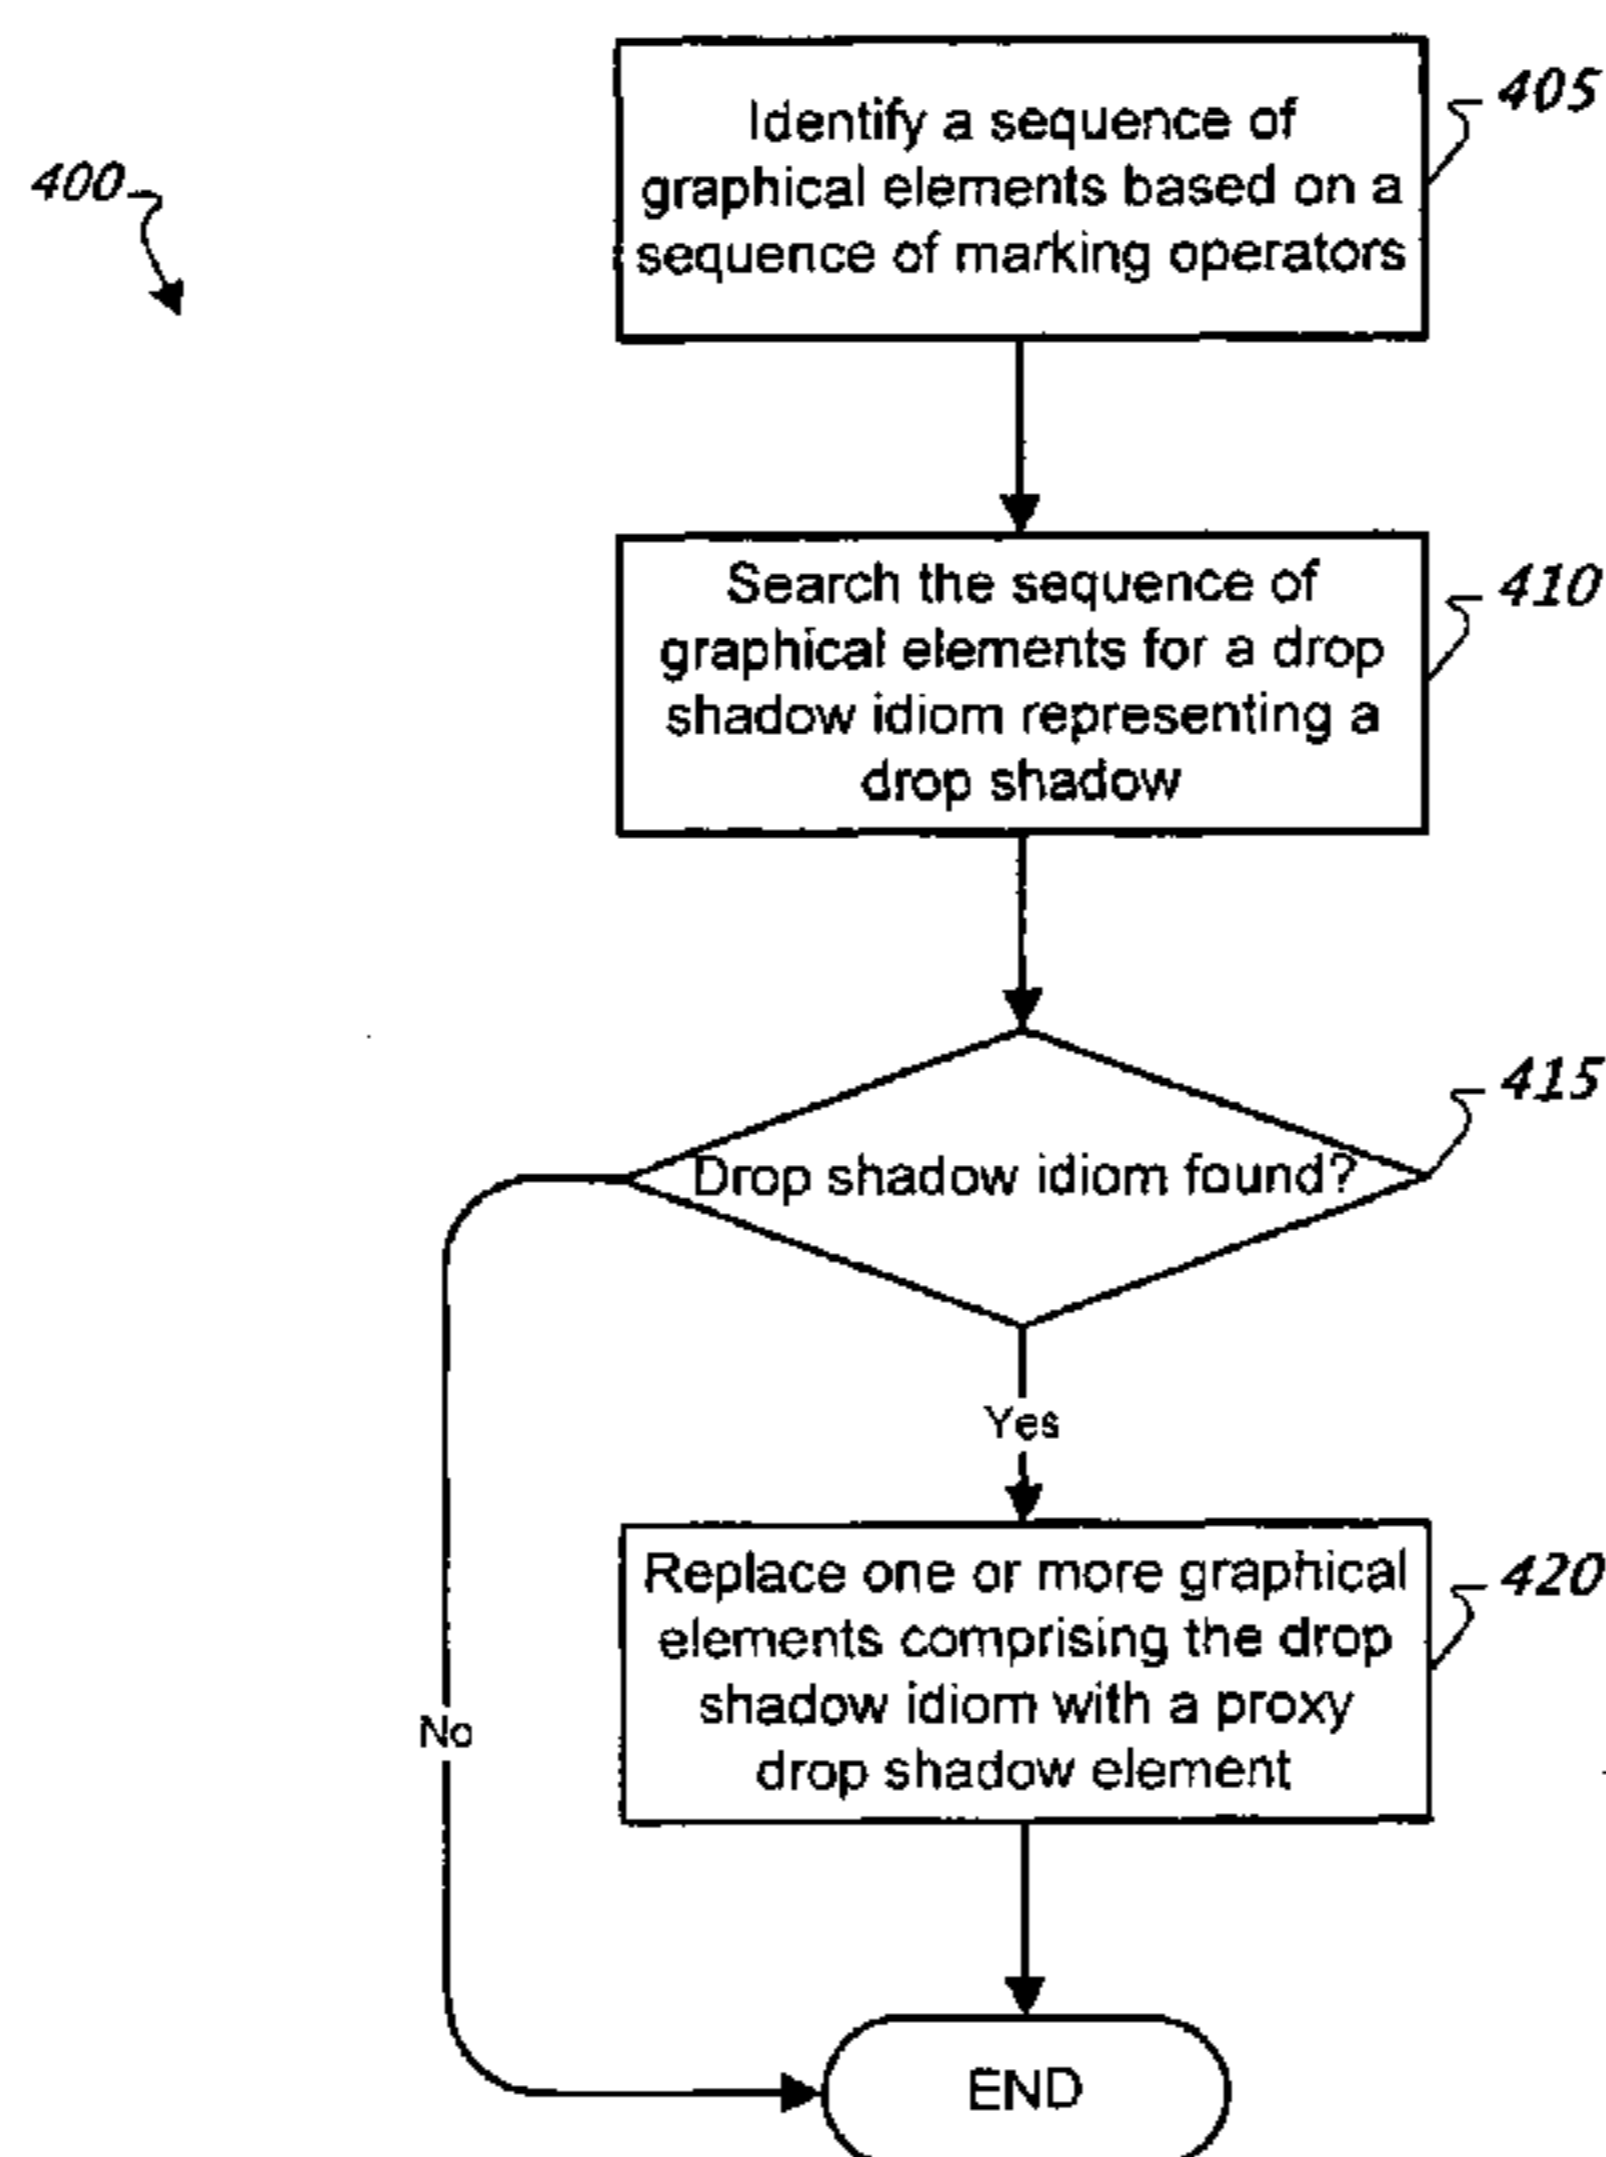 400
Identify a sequence of
graphical elements based on a
sequence of marking operators
405
Search the sequence of
graphical elements for a drop
shadow idiom representing a
drop shadow
410
Drop shadow idiom found?
415
Yes
Replace one or more graphical
elements comprising the drop
shadow idiom with a proxy
drop shadow element
420
No
END